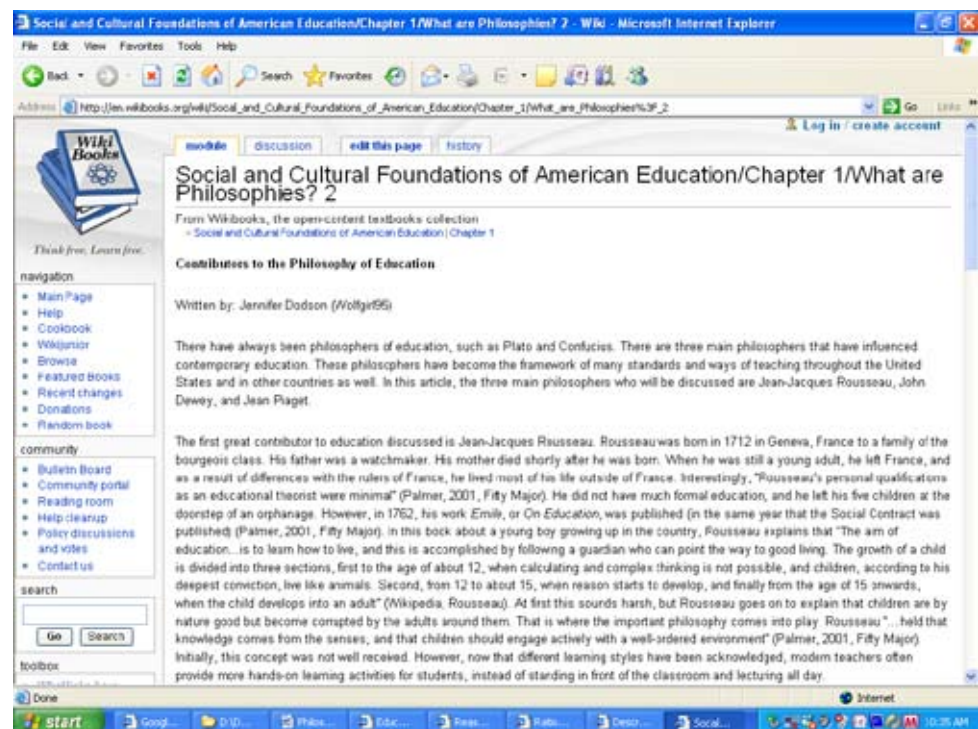 Social and Cultural Foundations of American Education/Chapter 1/What are Philosophies? 2 - Wiki - Microsoft Internet Explorer
File Edit View Favorites Tools Help
Back Search Favorites
Address http://en.wikibooks.org/wiki/Social_and_Cultural_Foundations_of_American_Education/Chapter_1/What_are_Philosophies%3F_2 Go Links
Log in / create account
Wiki
Books
Think free. Learn free.
module discussion edit this page history
Social and Cultural Foundations of American Education/Chapter 1/What are
Philosophies? 2
From Wikibooks, the open-content textbooks collection
Social and Cultural Foundations of American Education | Chapter 1
Contributors to the Philosophy of Education
Written by: Jennifer Dodson (Wolfgirl95)
There have always been philosophers of education, such as Plato and Confucius. There are three main philosophers that have influenced
contemporary education. These philosophers have become the framework of many standards and ways of teaching throughout the United
States and in other countries as well. In this article, the three main philosophers who will be discussed are Jean-Jacques Rousseau, John
Dewey, and Jean Piaget.
The first great contributor to education discussed is Jean-Jacques Rousseau. Rousseau was born in 1712 in Geneva, France to a family of the
bourgeois class. His father was a watchmaker. His mother died shortly after he was born. When he was still a young adult, he left France, and
as a result of differences with the rulers of France, he lived most of his life outside of France. Interestingly, "Rousseau's personal qualifications
as an educational theorist were minimal" (Palmer, 2001, Fifty Major). He did not have much formal education, and he left his five children at the
doorstep of an orphanage. However, in 1762, his work Emile, or On Education, was published (in the same year that the Social Contract was
published) (Palmer, 2001, Fifty Major). In this book about a young boy growing up in the country, Rousseau explains that "The aim of
education...is to learn how to live, and this is accomplished by following a guardian who can point the way to good living. The growth of a child
is divided into three sections, first to the age of about 12, when calculating and complex thinking is not possible, and children, according to his
deepest conviction, live like animals. Second, from 12 to about 15, when reason starts to develop, and finally from the age of 15 onwards,
when the child develops into an adult" (Wikipedia, Rousseau). At first this sounds harsh, but Rousseau goes on to explain that children are by
nature good but become corrupted by the adults around them. That is where the important philosophy comes into play. Rousseau "...held that
knowledge comes from the senses, and that children should engage actively with a well-ordered environment" (Palmer, 2001, Fifty Major).
Initially, this concept was not well received. However, now that different learning styles have been acknowledged, modern teachers often
provide more hands-on learning activities for students, instead of standing in front of the classroom and lecturing all day.
navigation
Main Page
Help
Cookbook
Wikijunior
Browse
Featured Books
Recent changes
Donations
Random book
community
Bulletin Board
Community portal
Reading room
Help cleanup
Policy discussions
and votes
Contact us
search
Go Search
toolbox
Done Internet
start Googl... D:\D... Philos... Educ... Reas... Ratio... Descr... Social... 10:35 AM